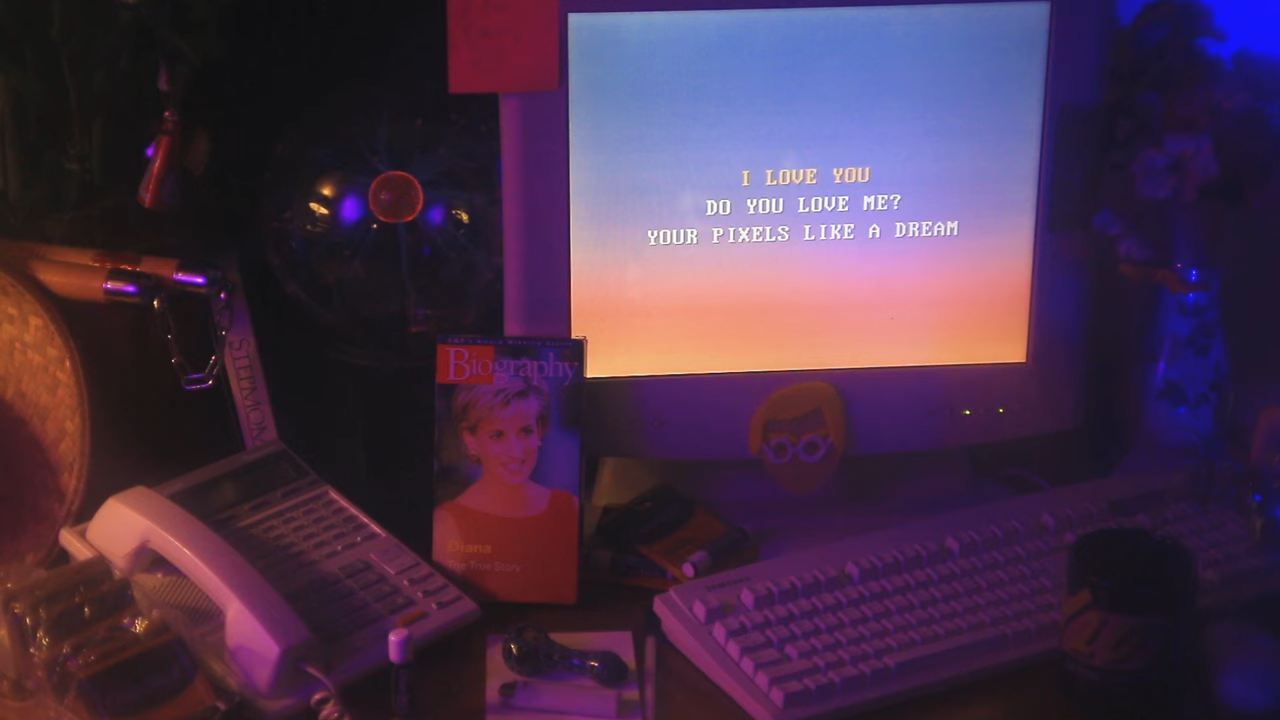 I LOVE YOU
DO YOU LOVE ME?
YOUR PIXELS LIKE A DREAM
Biography
Diana
The True Story
STEPMOM